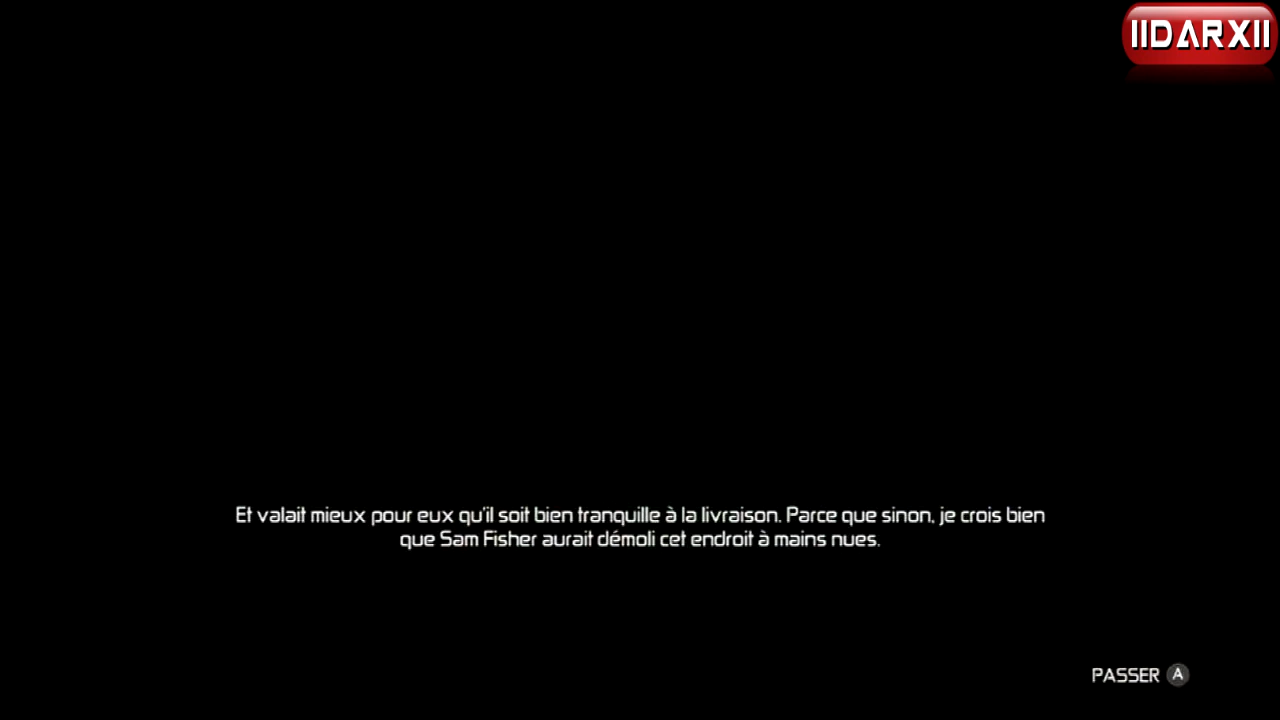 IIDARXII
Et valait mieux pour eux qu'il soit bien tranquille à la livraison. Parce que sinon, je crois bien
que Sam Fisher aurait démoli cet endroit à mains nues.
PASSER A